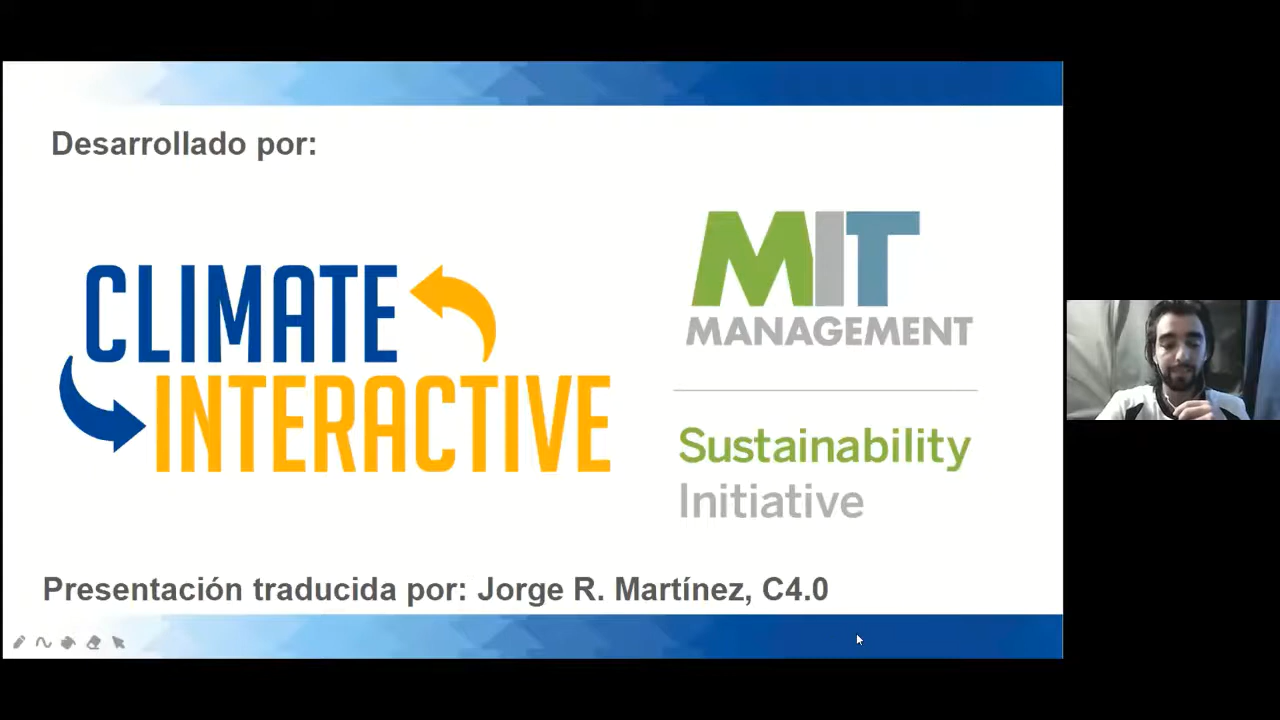 Desarrollado por:
CLIMATE
INTERACTIVE
MIT
MANAGEMENT
Sustainability
Initiative
Presentación traducida por: Jorge R. Martínez, C4.0